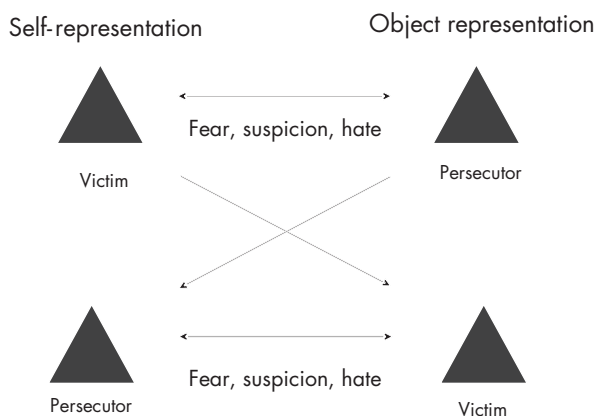 Self-representation
Object representation
Fear, suspicion, hate
Victim
Persecutor
Fear, suspicion, hate
Persecutor
Victim